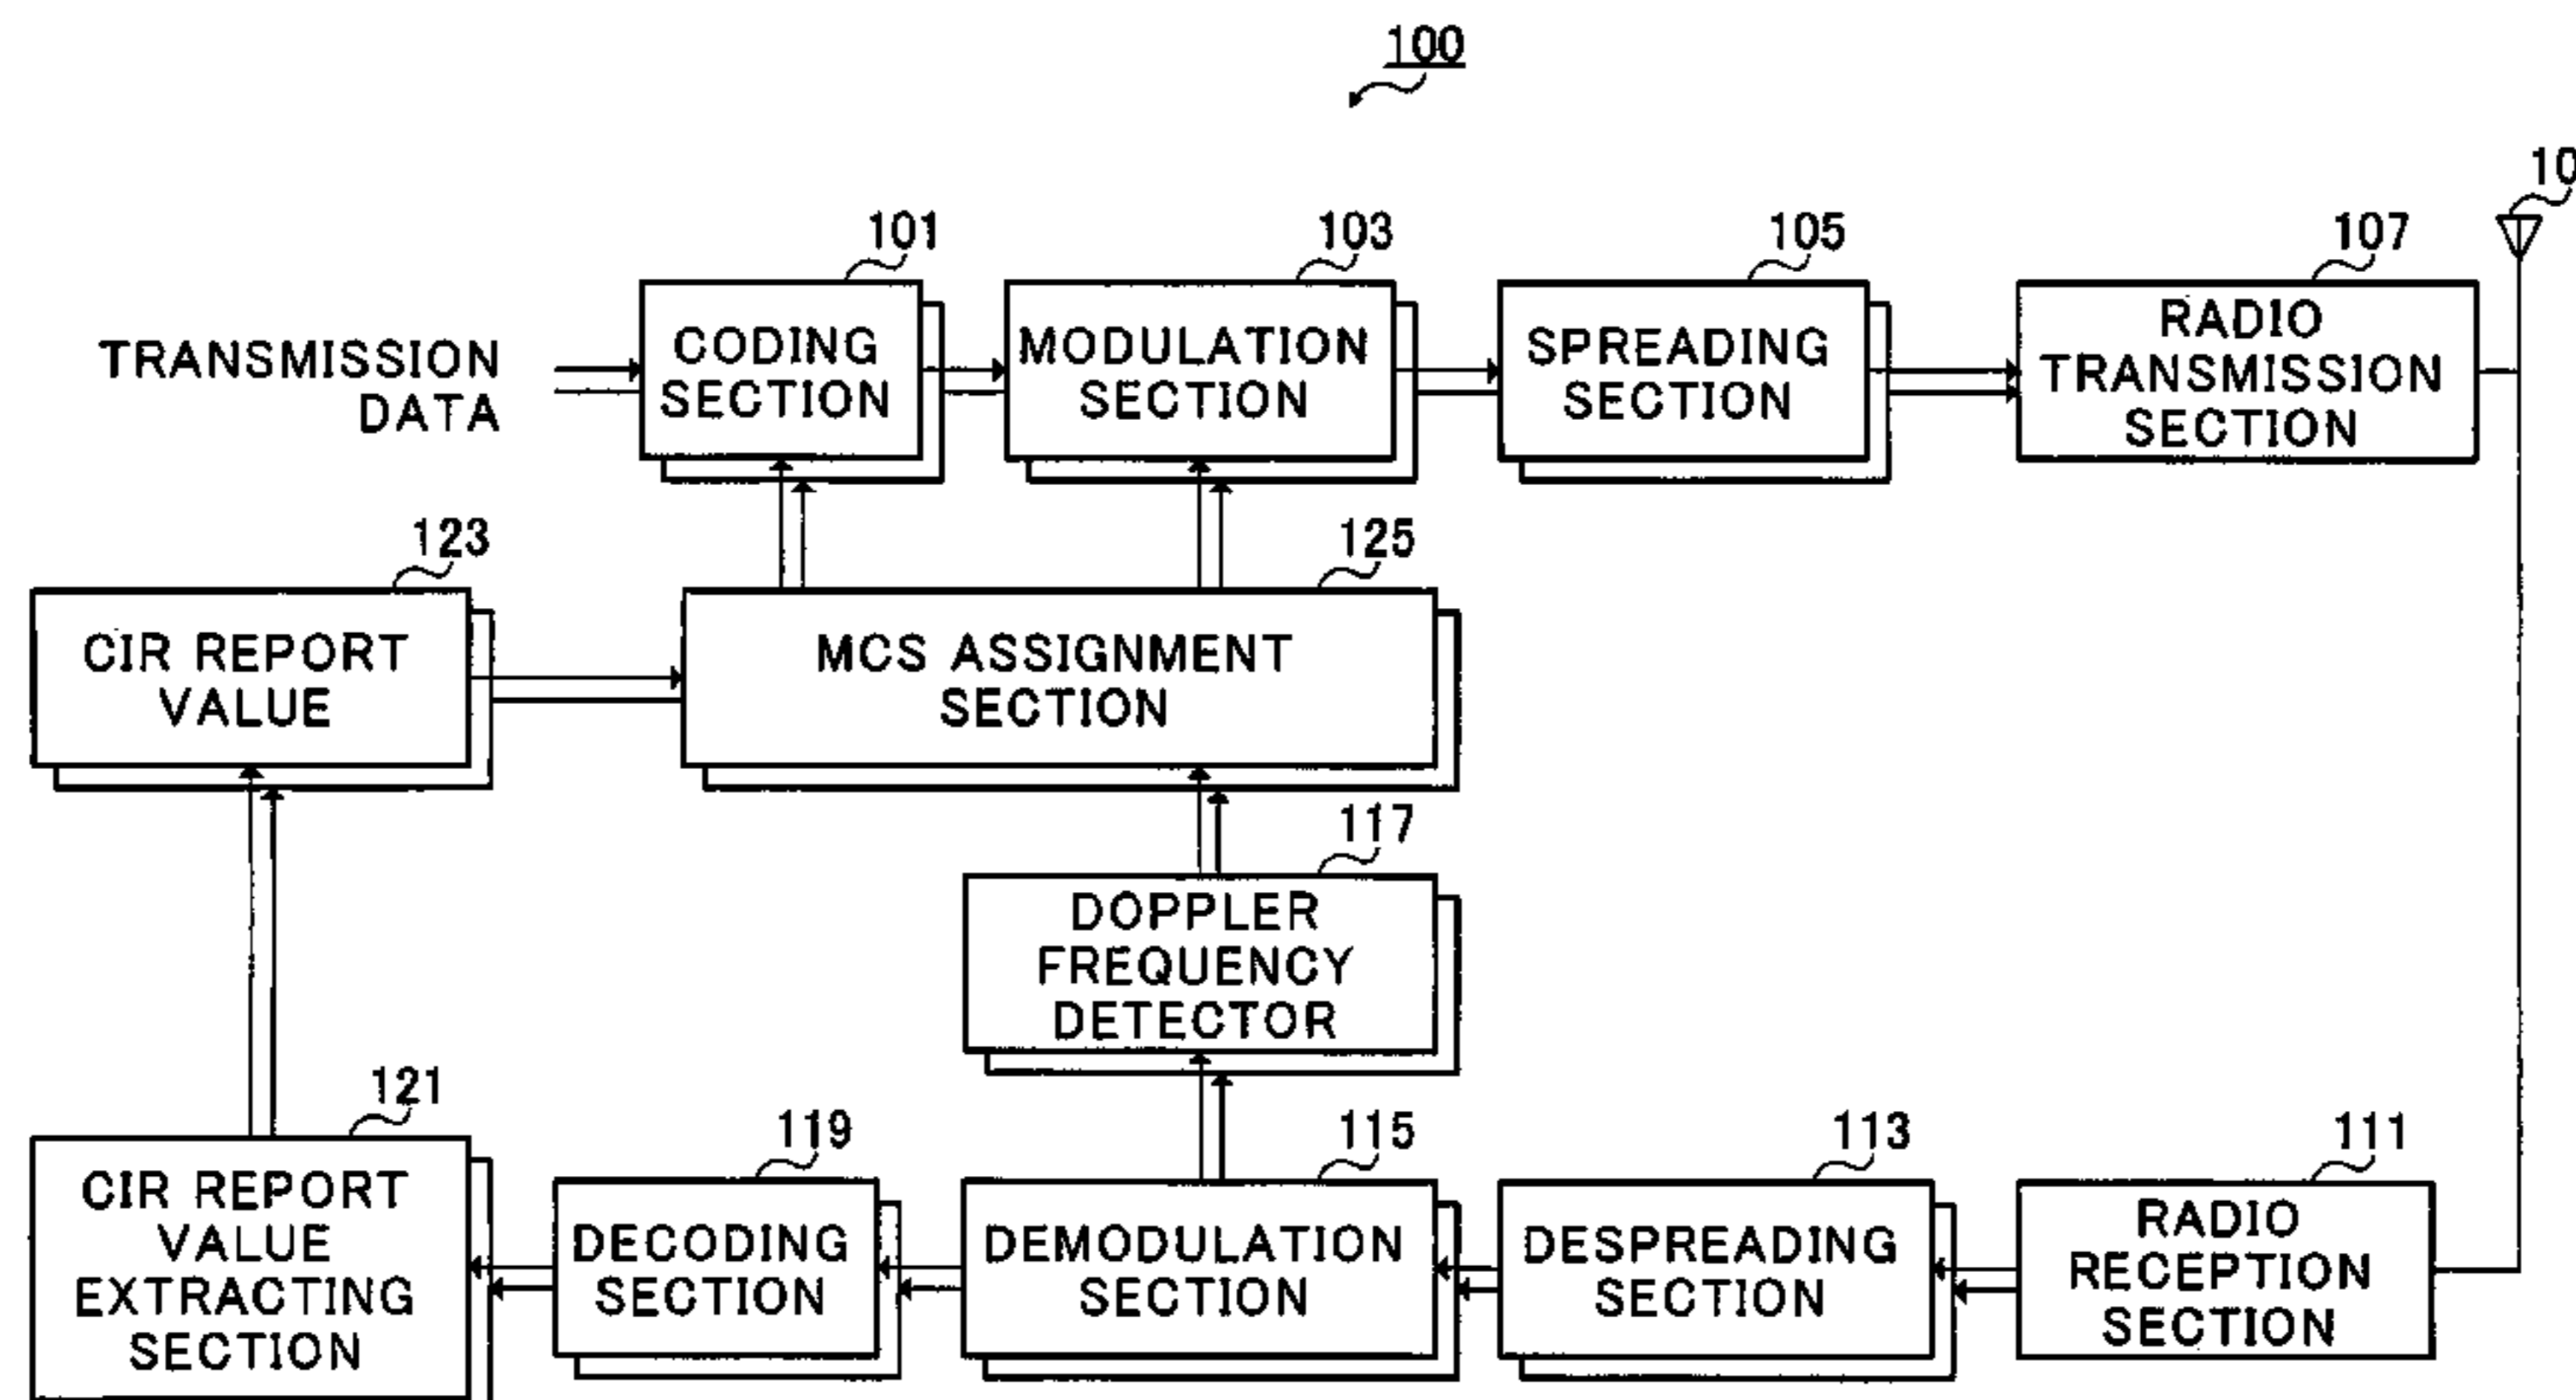 100
10
101
103
105
107
TRANSMISSION
DATA
CODING
SECTION
MODULATION
SECTION
SPREADING
SECTION
RADIO
TRANSMISSION
SECTION
123
125
CIR REPORT
VALUE
MCS ASSIGNMENT
SECTION
117
DOPPLER
FREQUENCY
DETECTOR
121
119
115
113
111
CIR REPORT
VALUE
EXTRACTING
SECTION
DECODING
SECTION
DEMODULATION
SECTION
DESPREADING
SECTION
RADIO
RECEPTION
SECTION